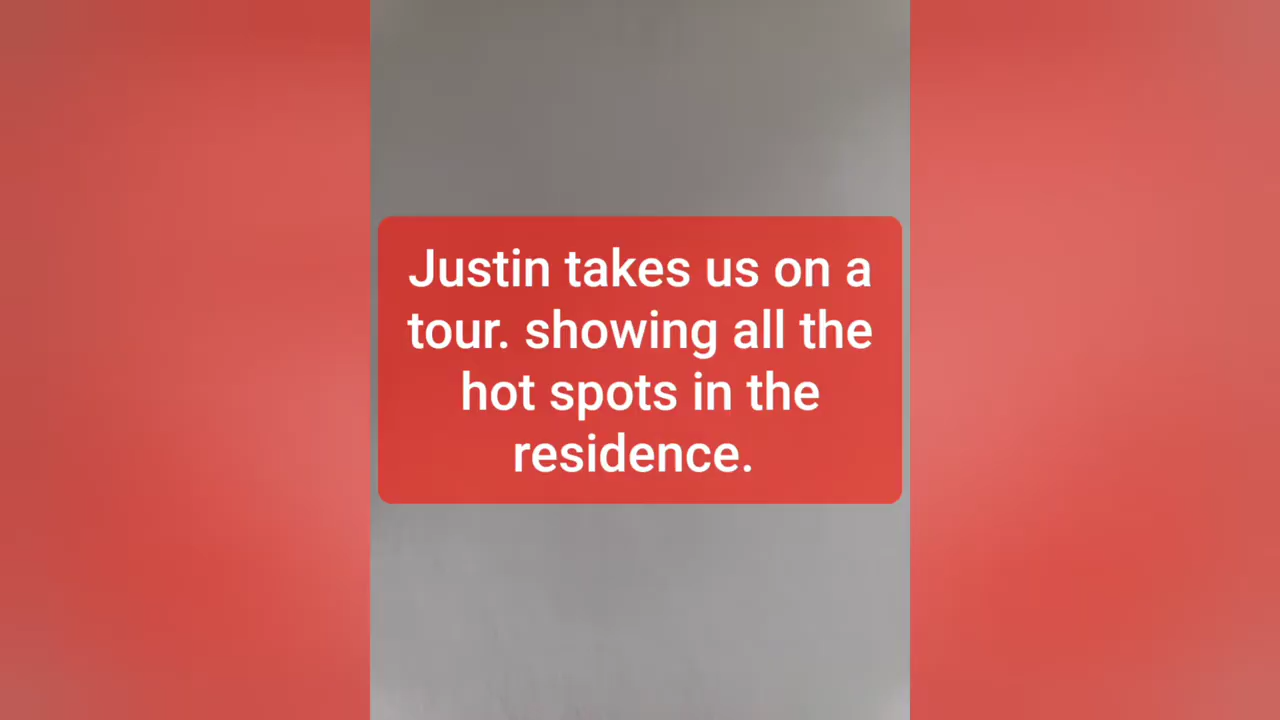 Justin takes us on a
tour. showing all the
hot spots in the
residence.